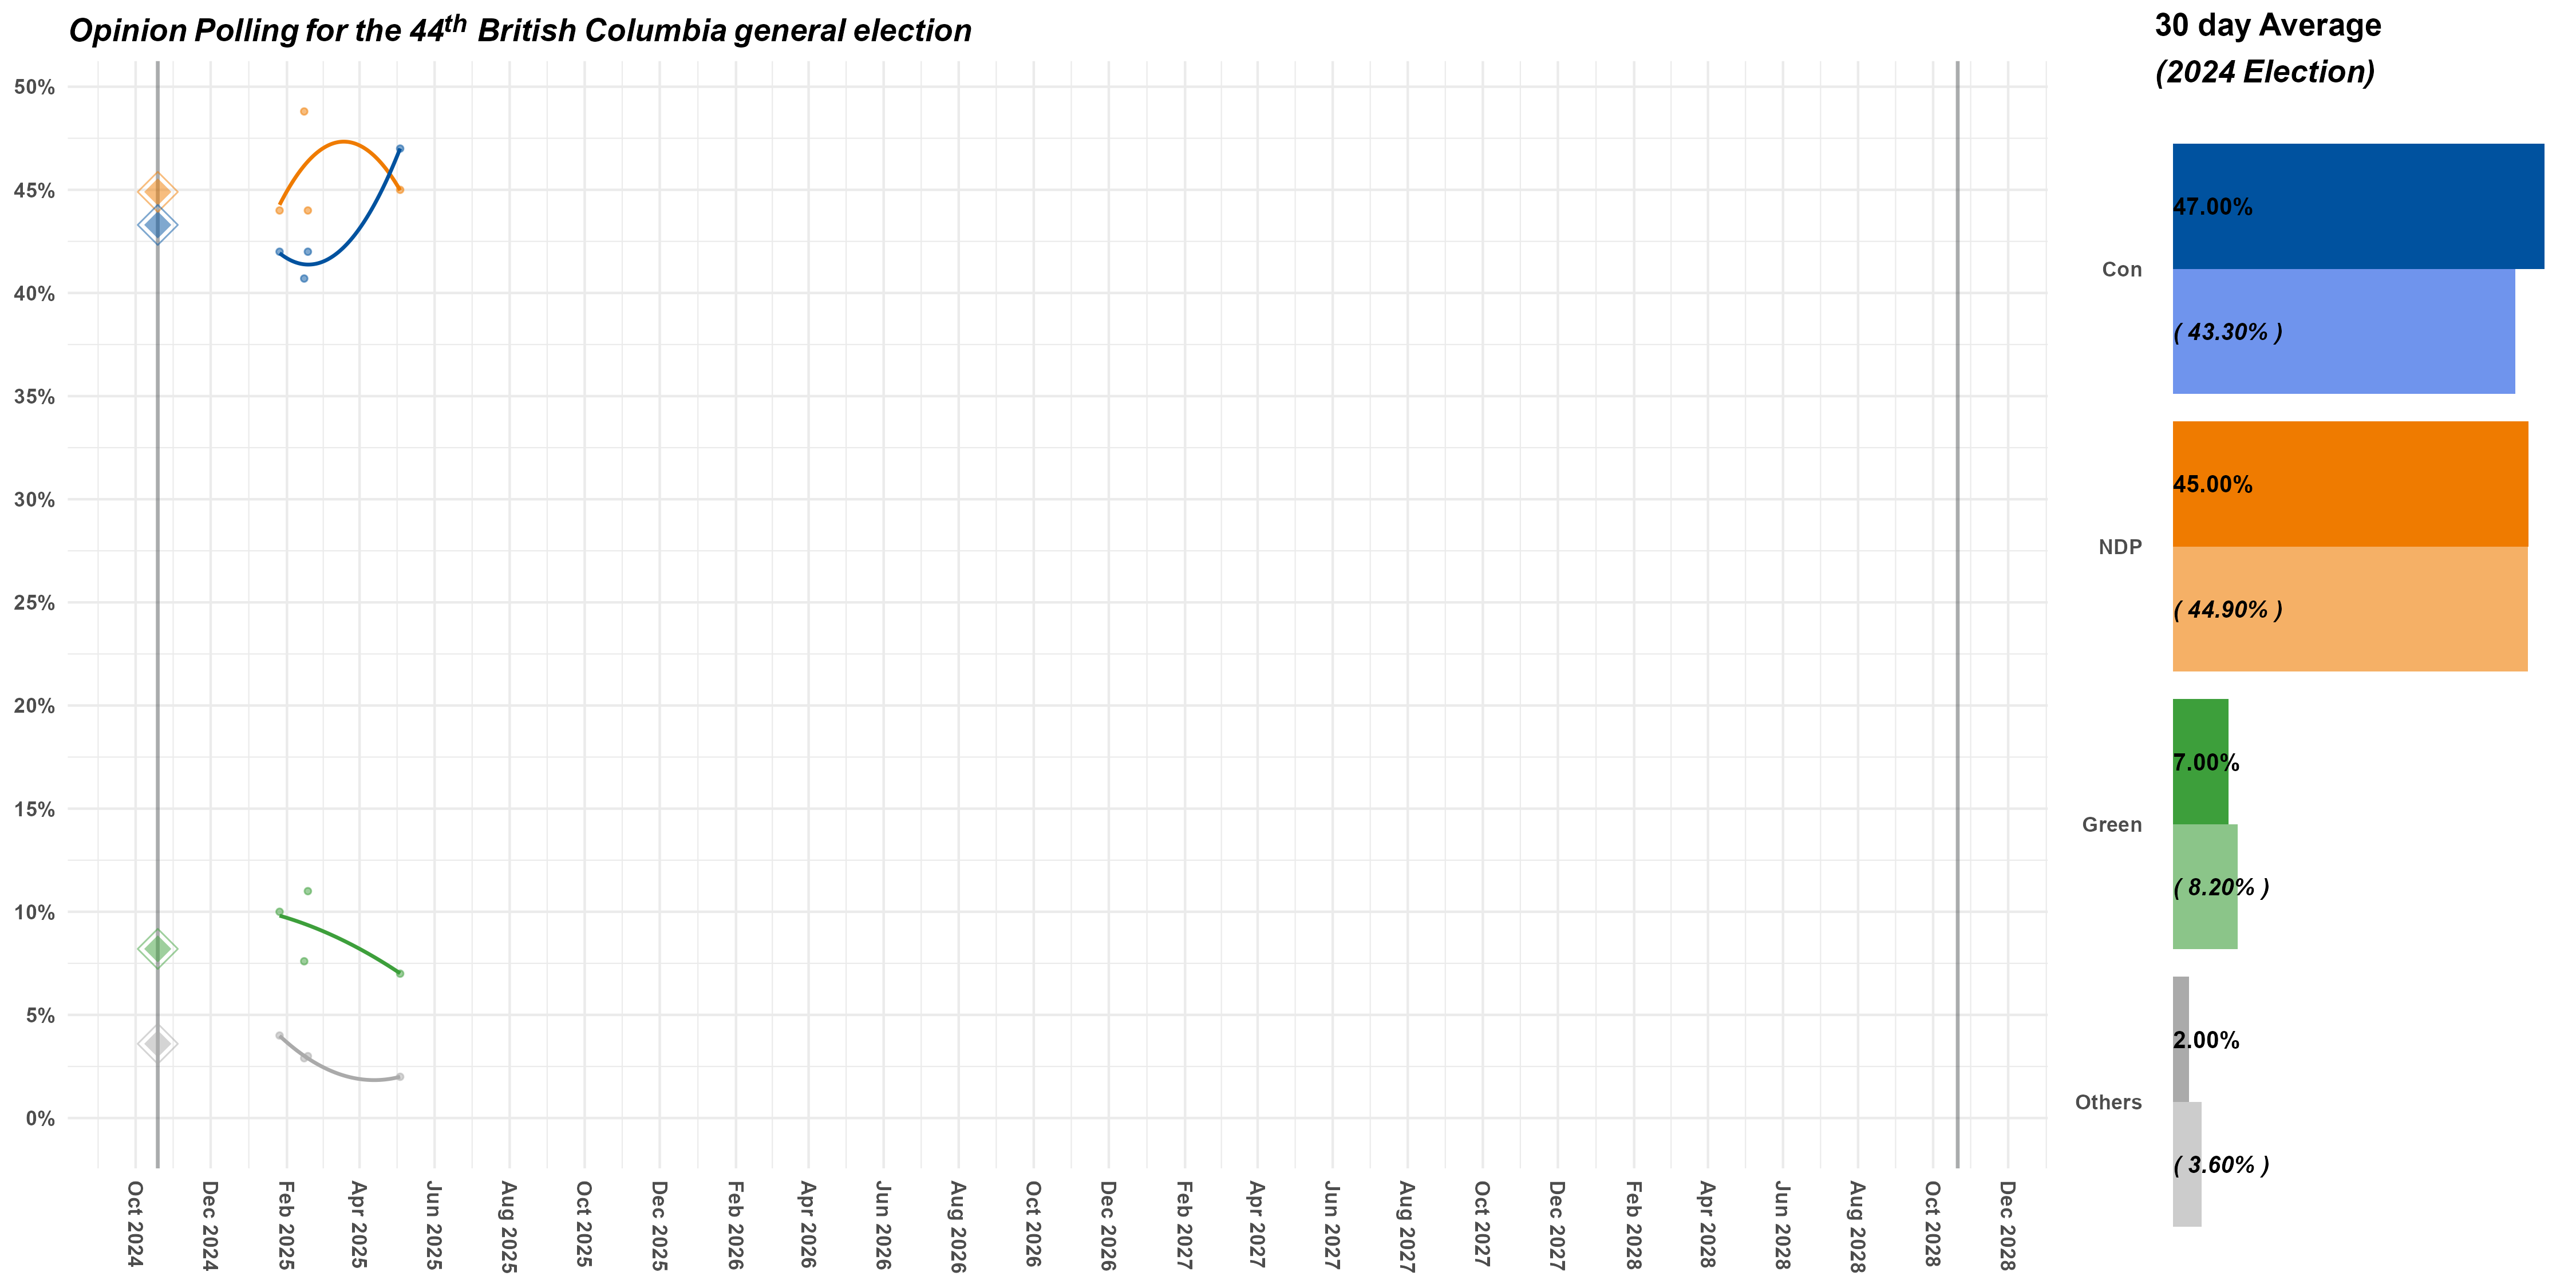 Opinion Polling for the 44th British Columbia general election
50%
45%
40%
35%
30%
25%
20%
15%
10%
5%
0%
Oct 2024
Dec 2024
Feb 2025
Apr 2025
Jun 2025
Aug 2025
Oct 2025
Dec 2025
Feb 2026
Apr 2026
Jun 2026
Aug 2026
Oct 2026
Dec 2026
Feb 2027
Apr 2027
Jun 2027
Aug 2027
Oct 2027
Dec 2027
Feb 2028
Apr 2028
Jun 2028
Aug 2028
Oct 2028
Dec 2028
30 day Average
(2024 Election)
Con
47.00%
( 43.30% )
NDP
45.00%
( 44.90% )
Green
7.00%
( 8.20% )
Others
2.00%
( 3.60% )